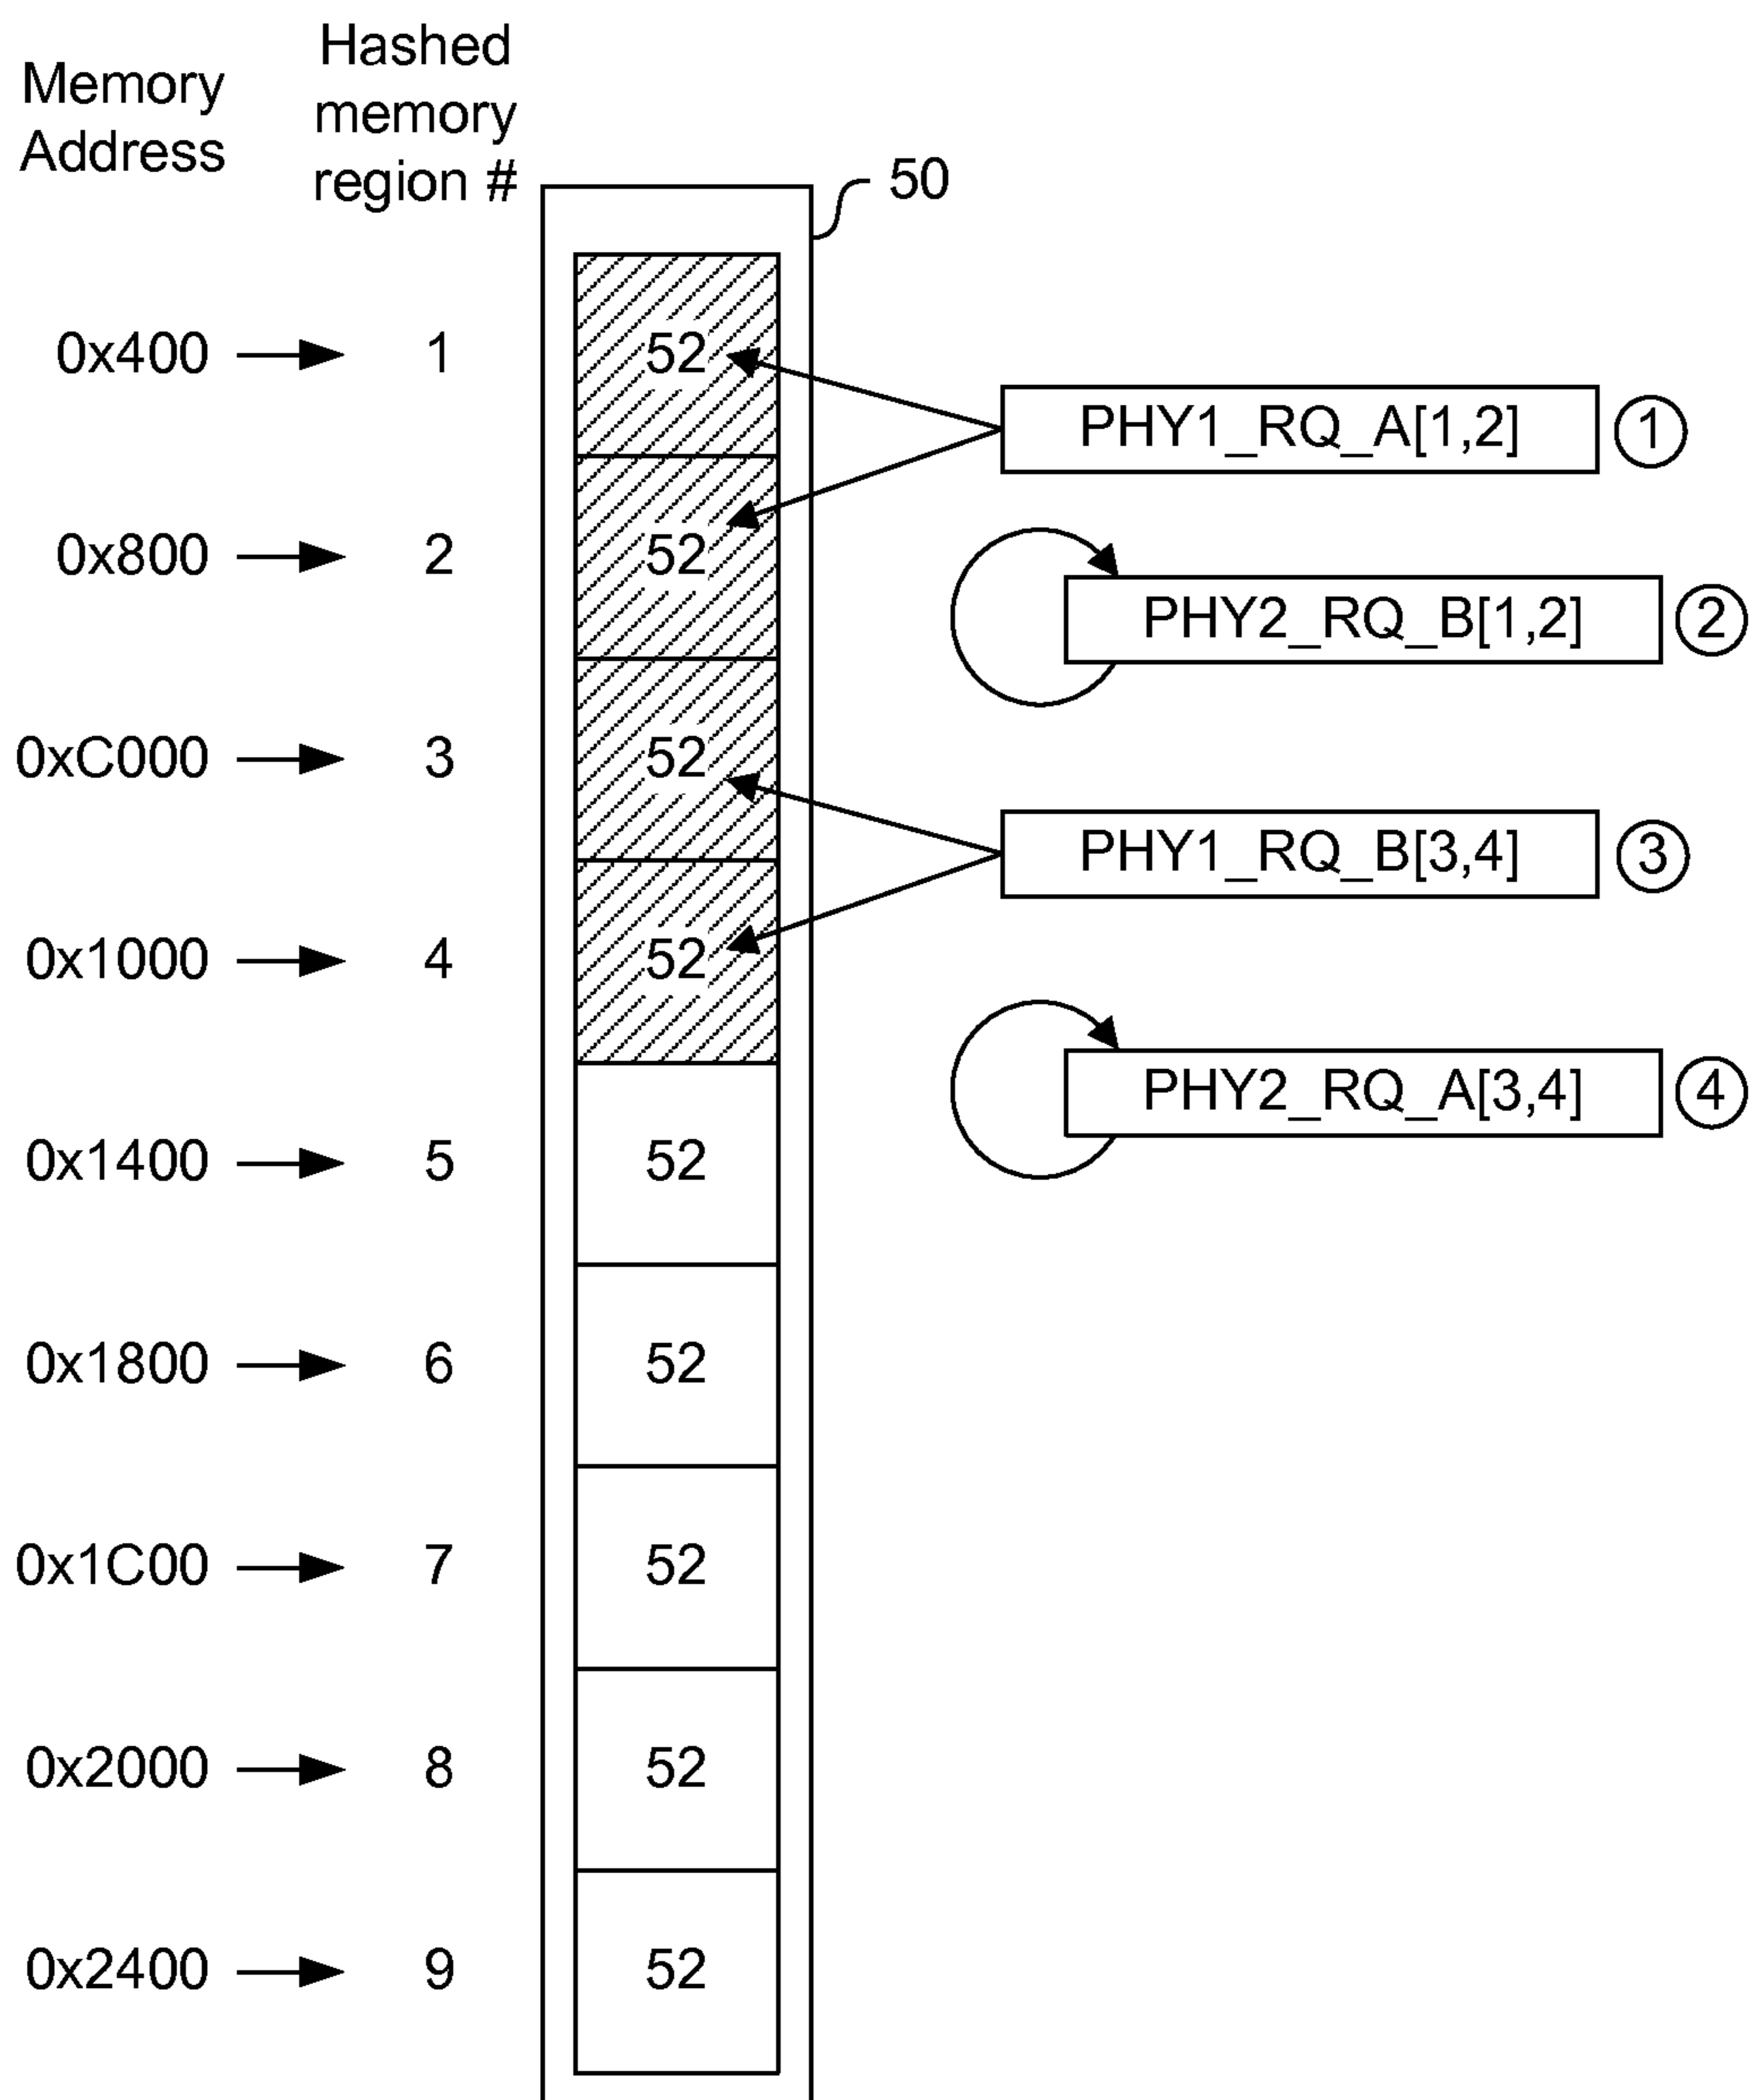 Memory
Address
Hashed
memory
region #
50
0x400 1 52
PHY1_RQ_A[1,2] 1
0x800 2 52
PHY2_RQ_B[1,2] 2
0xC000 3 52
PHY1_RQ_B[3,4] 3
0x1000 4 52
PHY2_RQ_A[3,4] 4
0x1400 5 52
0x1800 6 52
0x1C00 7 52
0x2000 8 52
0x2400 9 52